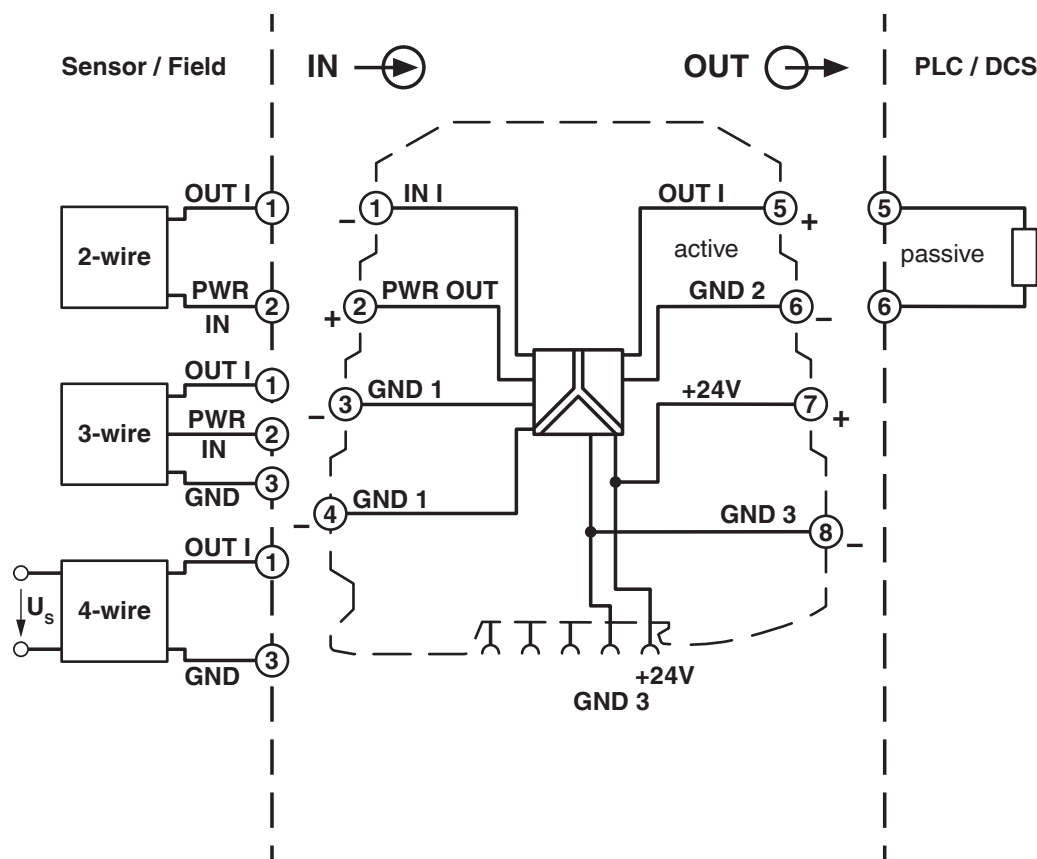 Sensor / Field
IN
OUT
PLC / DCS
OUT I
1
2-wire
PWR
IN
2
OUT I
1
3-wire
PWR
IN
2
GND
3
OUT I
1
Us
4-wire
GND
3
1
IN I
–
2
PWR OUT
+
3
GND 1
–
4
GND 1
–
OUT I
5
+
active
GND 2
6
–
+24V
7
+
GND 3
8
–
+24V
GND 3
5
passive
6